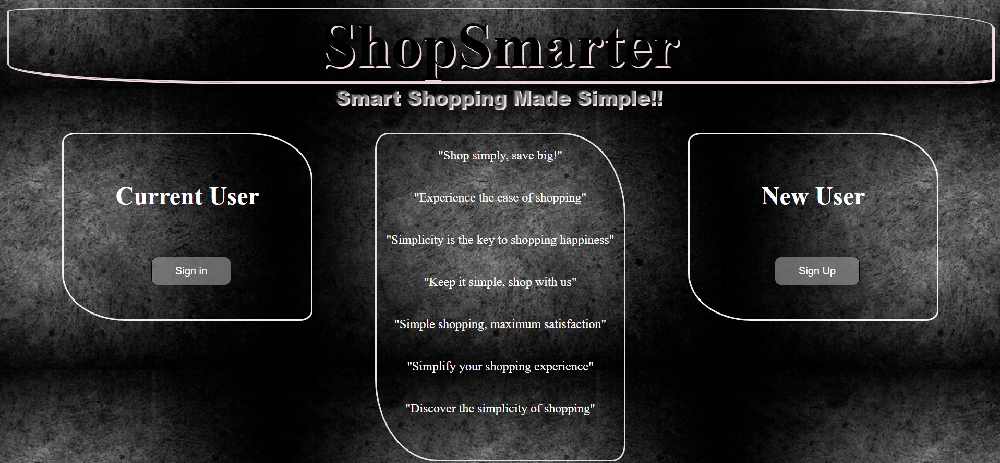 ShopSmarter
Smart Shopping Made Simple!!
Current User
Sign in
"Shop simply, save big!"
"Experience the ease of shopping"
"Simplicity is the key to shopping happiness"
"Keep it simple, shop with us"
"Simple shopping, maximum satisfaction"
"Simplify your shopping experience"
"Discover the simplicity of shopping"
New User
Sign Up